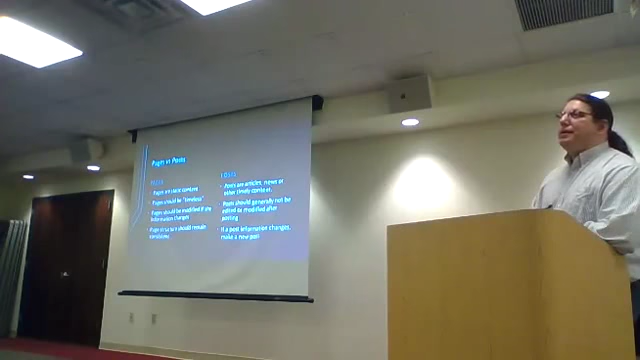 Pages vs Posts
Pages
Pages are static content
Pages should be "timeless"
Pages should be modified if the
information changes
Page structure should remain
Posts
Posts are articles, news or
other timely content.
Posts should generally not be
edited or modified after
posting
If a post information changes,
make a new post